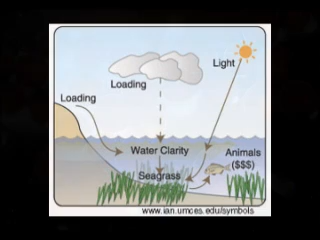 Light
Loading
Loading
Water Clarity
Animals
($$$)
Seagrass
www.ian.umces.edu/symbols